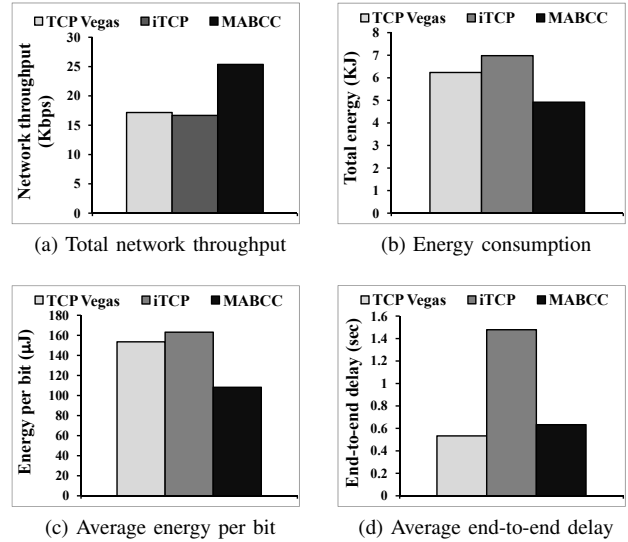 TCP Vegas iTCP MABCC
Network throughput
(Kbps)
30
25
20
15
10
5
0
(a) Total network throughput
TCP Vegas iTCP MABCC
Total energy (KJ)
8
7
6
5
4
3
2
1
0
(b) Energy consumption
TCP Vegas iTCP MABCC
Energy per bit (µJ)
180
160
140
120
100
80
60
40
20
0
(c) Average energy per bit
TCP Vegas iTCP MABCC
End-to-end delay (sec)
1.6
1.4
1.2
1
0.8
0.6
0.4
0.2
0
(d) Average end-to-end delay